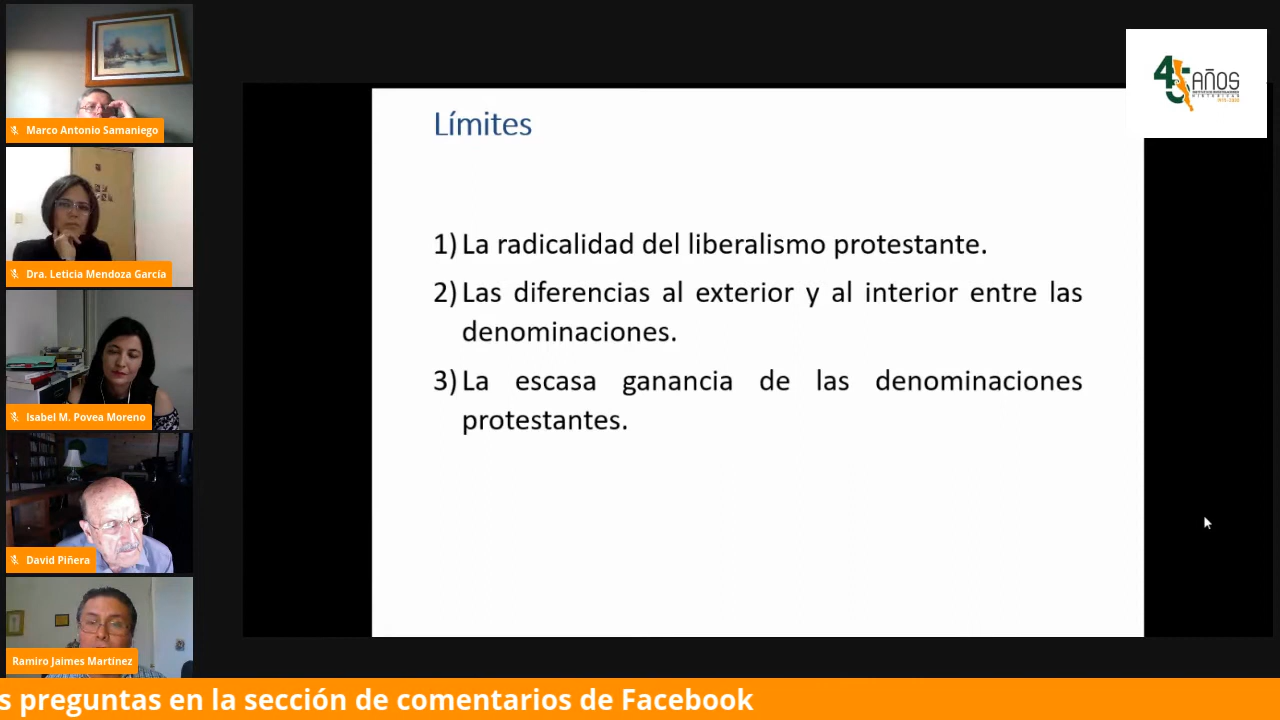 Marco Antonio Samaniego
Dra. Leticia Mendoza García
Isabel M. Povea Moreno
David Piñera
Ramiro Jaimes Martínez
45 AÑOS
Límites
1) La radicalidad del liberalismo protestante.
2) Las diferencias al exterior y al interior entre las
denominaciones.
3) La escasa ganancia de las denominaciones
protestantes.
s preguntas en la sección de comentarios de Facebook